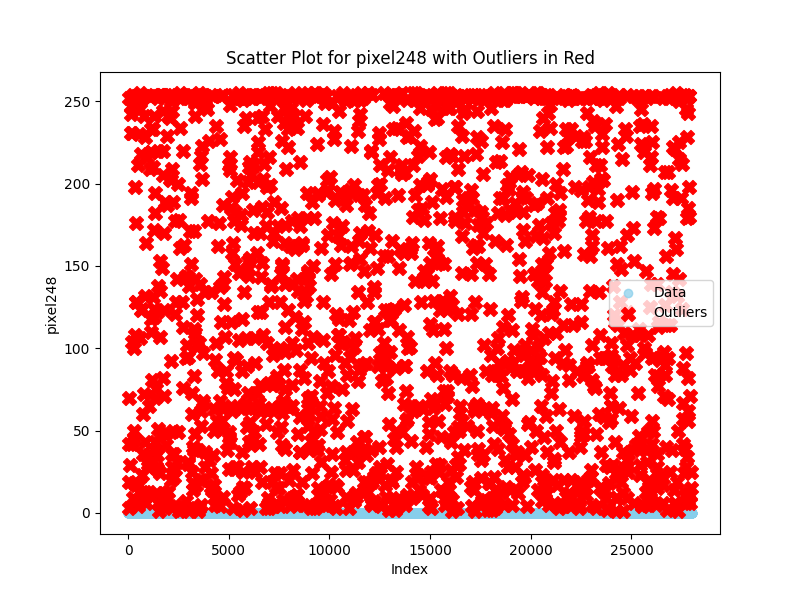 Scatter Plot for pixel248 with Outliers in Red
250
200
150
100
50
0
pixel248
Data
Outliers
0
5000
10000
15000
20000
25000
Index